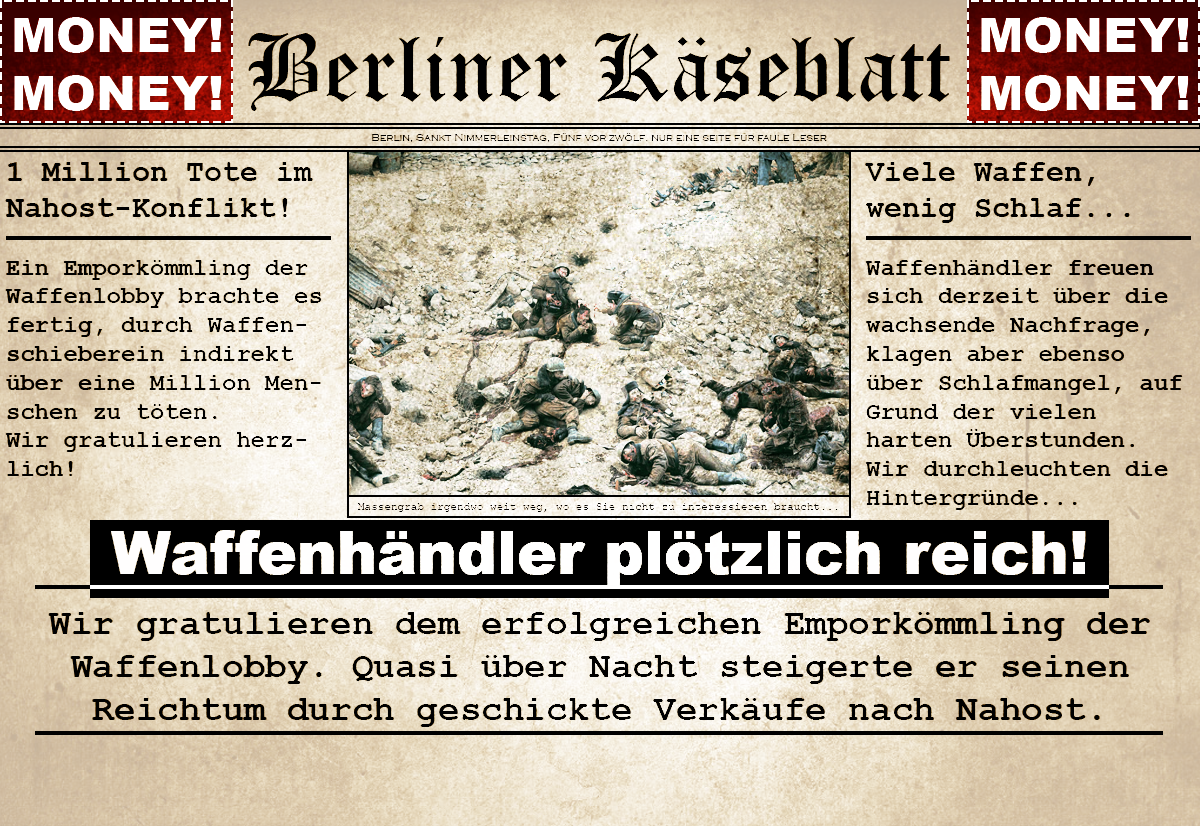 MONEY!
MONEY!
Berliner Käseblatt
MONEY!
MONEY!
Berlin, Sankt Nimmerleinstag, Fünf vor zwölf. nur eine seite für faule Leser
1 Million Tote im
Nahost-Konflikt!
Ein Emporkömmling der
Waffenlobby brachte es
fertig, durch Waffen-
schieberein indirekt
über eine Million Men-
schen zu töten.
Wir gratulieren herz-
lich!
Massengrab irgendwo weit weg, wo es Sie nicht zu interessieren braucht...
Viele Waffen,
wenig Schlaf...
Waffenhändler freuen
sich derzeit über die
wachsende Nachfrage,
klagen aber ebenso
über Schlafmangel, auf
Grund der vielen
harten Überstunden.
Wir durchleuchten die
Hintergründe...
Waffenhändler plötzlich reich!
Wir gratulieren dem erfolgreichen Emporkömmling der
Waffenlobby. Quasi über Nacht steigerte er seinen
Reichtum durch geschickte Verkäufe nach Nahost.